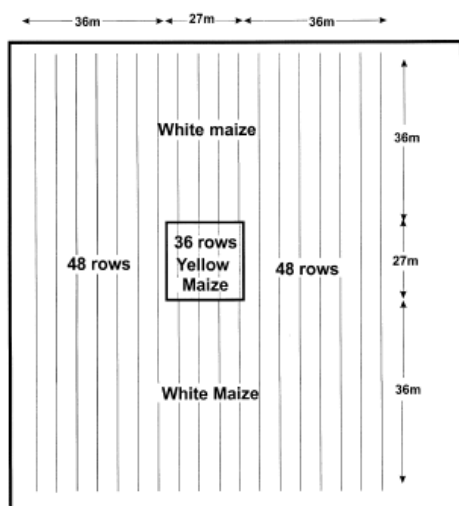 36m
27m
36m
White maize
36m
36 rows
Yellow
Maize
48 rows
48 rows
27m
White Maize
36m